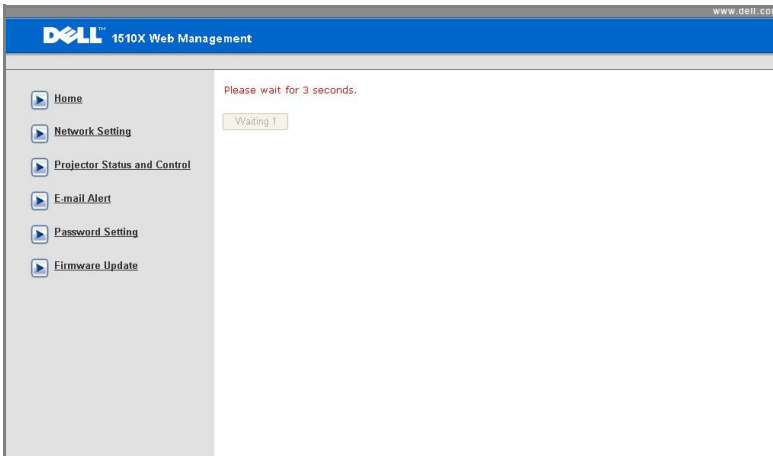 www.dell.co
DELL™ 1510X Web Management
Home
Network Setting
Projector Status and Control
E-mail Alert
Password Setting
Firmware Update
Please wait for 3 seconds.
Waiting 1